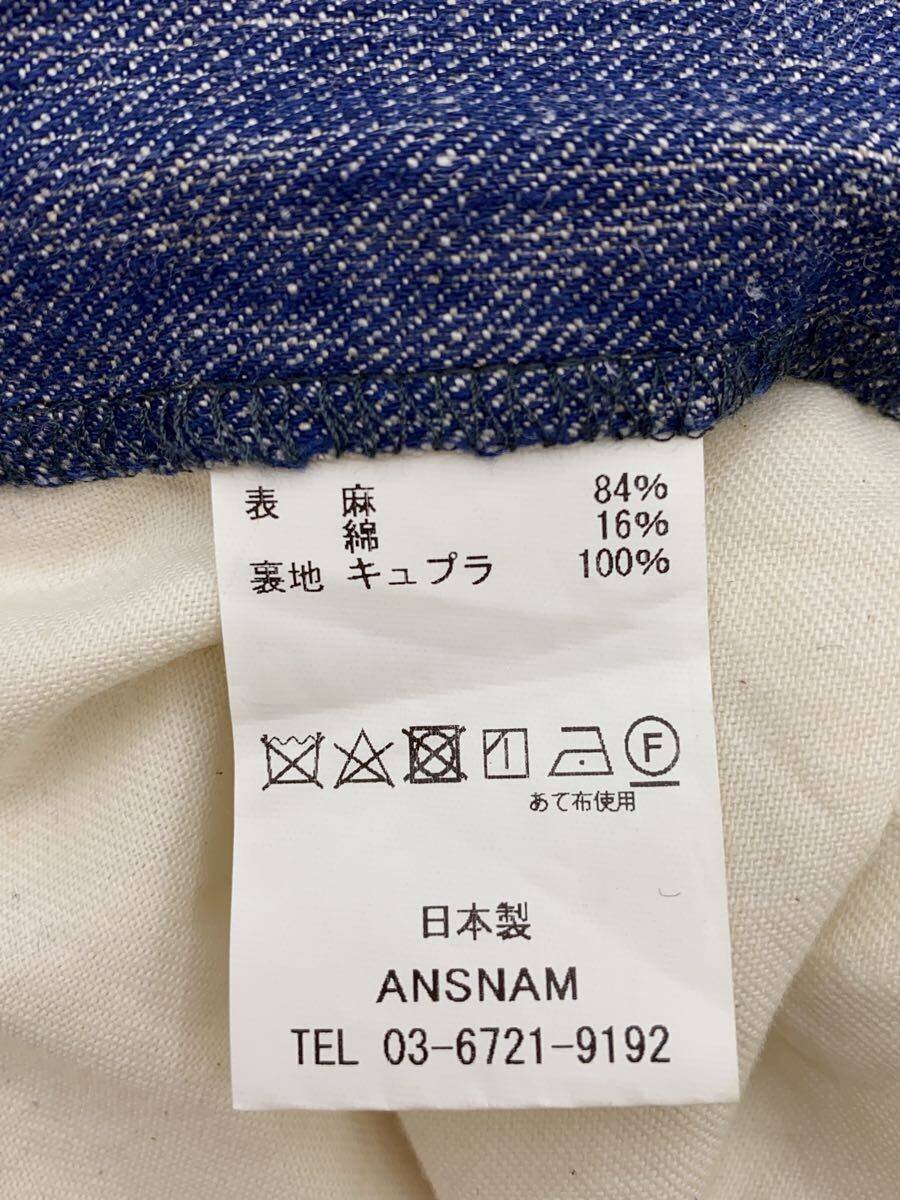 表 麻 84%
綿 16%
裏地 キュプラ 100%
F
あて布使用
日本製
ANSNAM
TEL 03-6721-9192